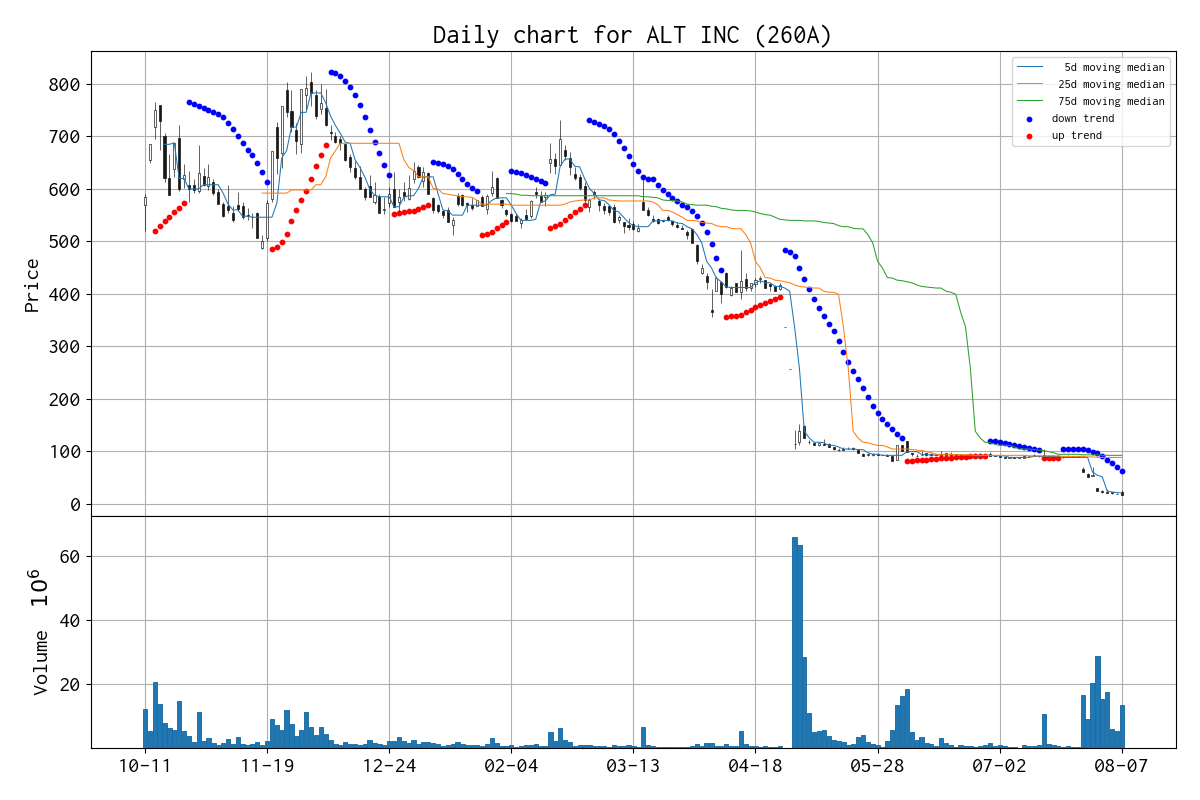 Daily chart for ALT INC (260A)
5d moving median
25d moving median
75d moving median
down trend
up trend
Price
800
700
600
500
400
300
200
100
0
Volume 10⁶
60
40
20
10-11 11-19 12-24 02-04 03-13 04-18 05-28 07-02 08-07